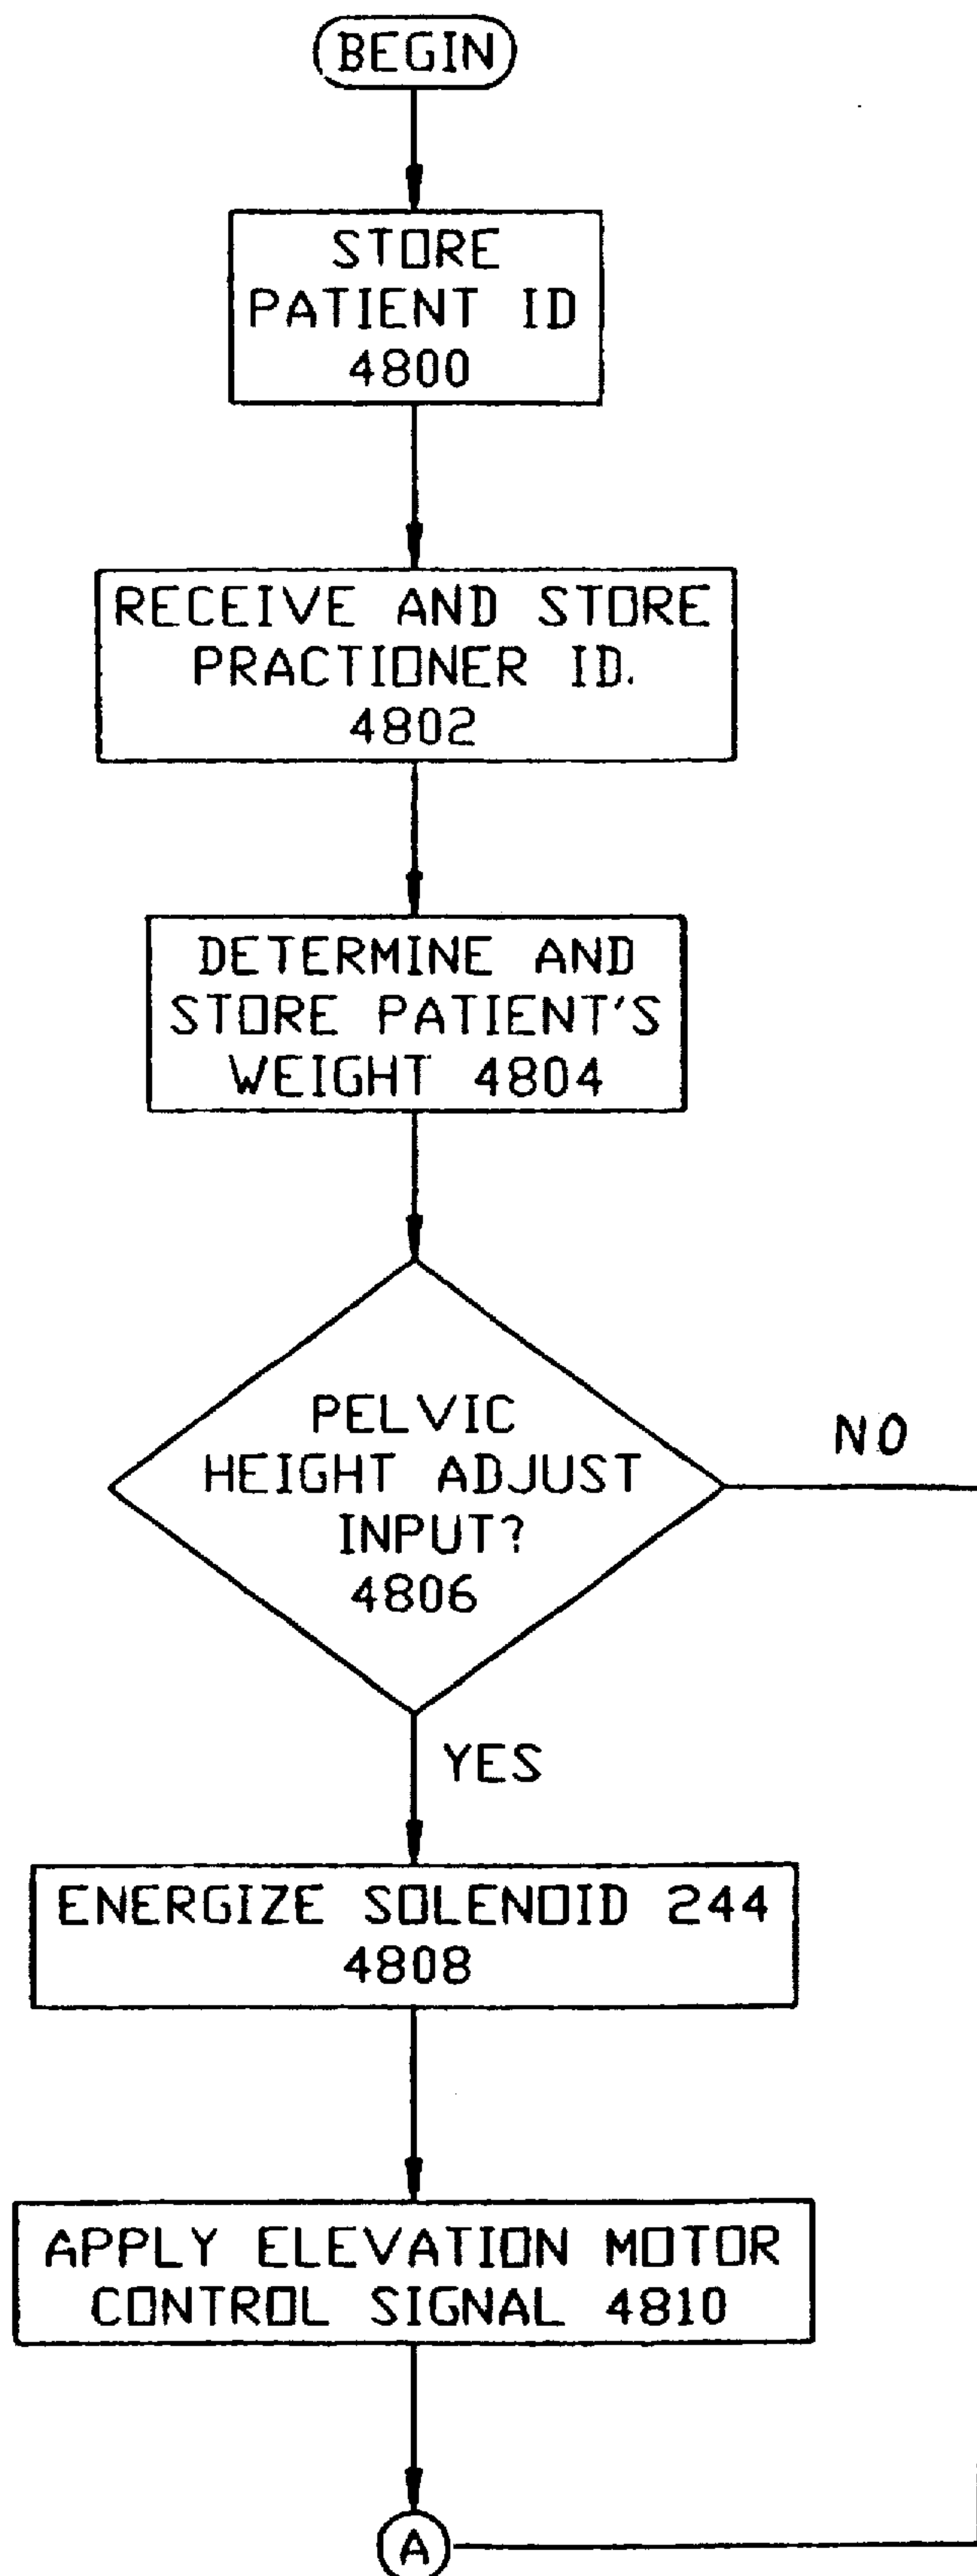 BEGIN
STORE
PATIENT ID
4800
RECEIVE AND STORE
PRACTIONER ID.
4802
DETERMINE AND
STORE PATIENT'S
WEIGHT 4804
PELVIC
HEIGHT ADJUST
INPUT?
4806
NO
YES
ENERGIZE SOLENOID 244
4808
APPLY ELEVATION MOTOR
CONTROL SIGNAL 4810
A